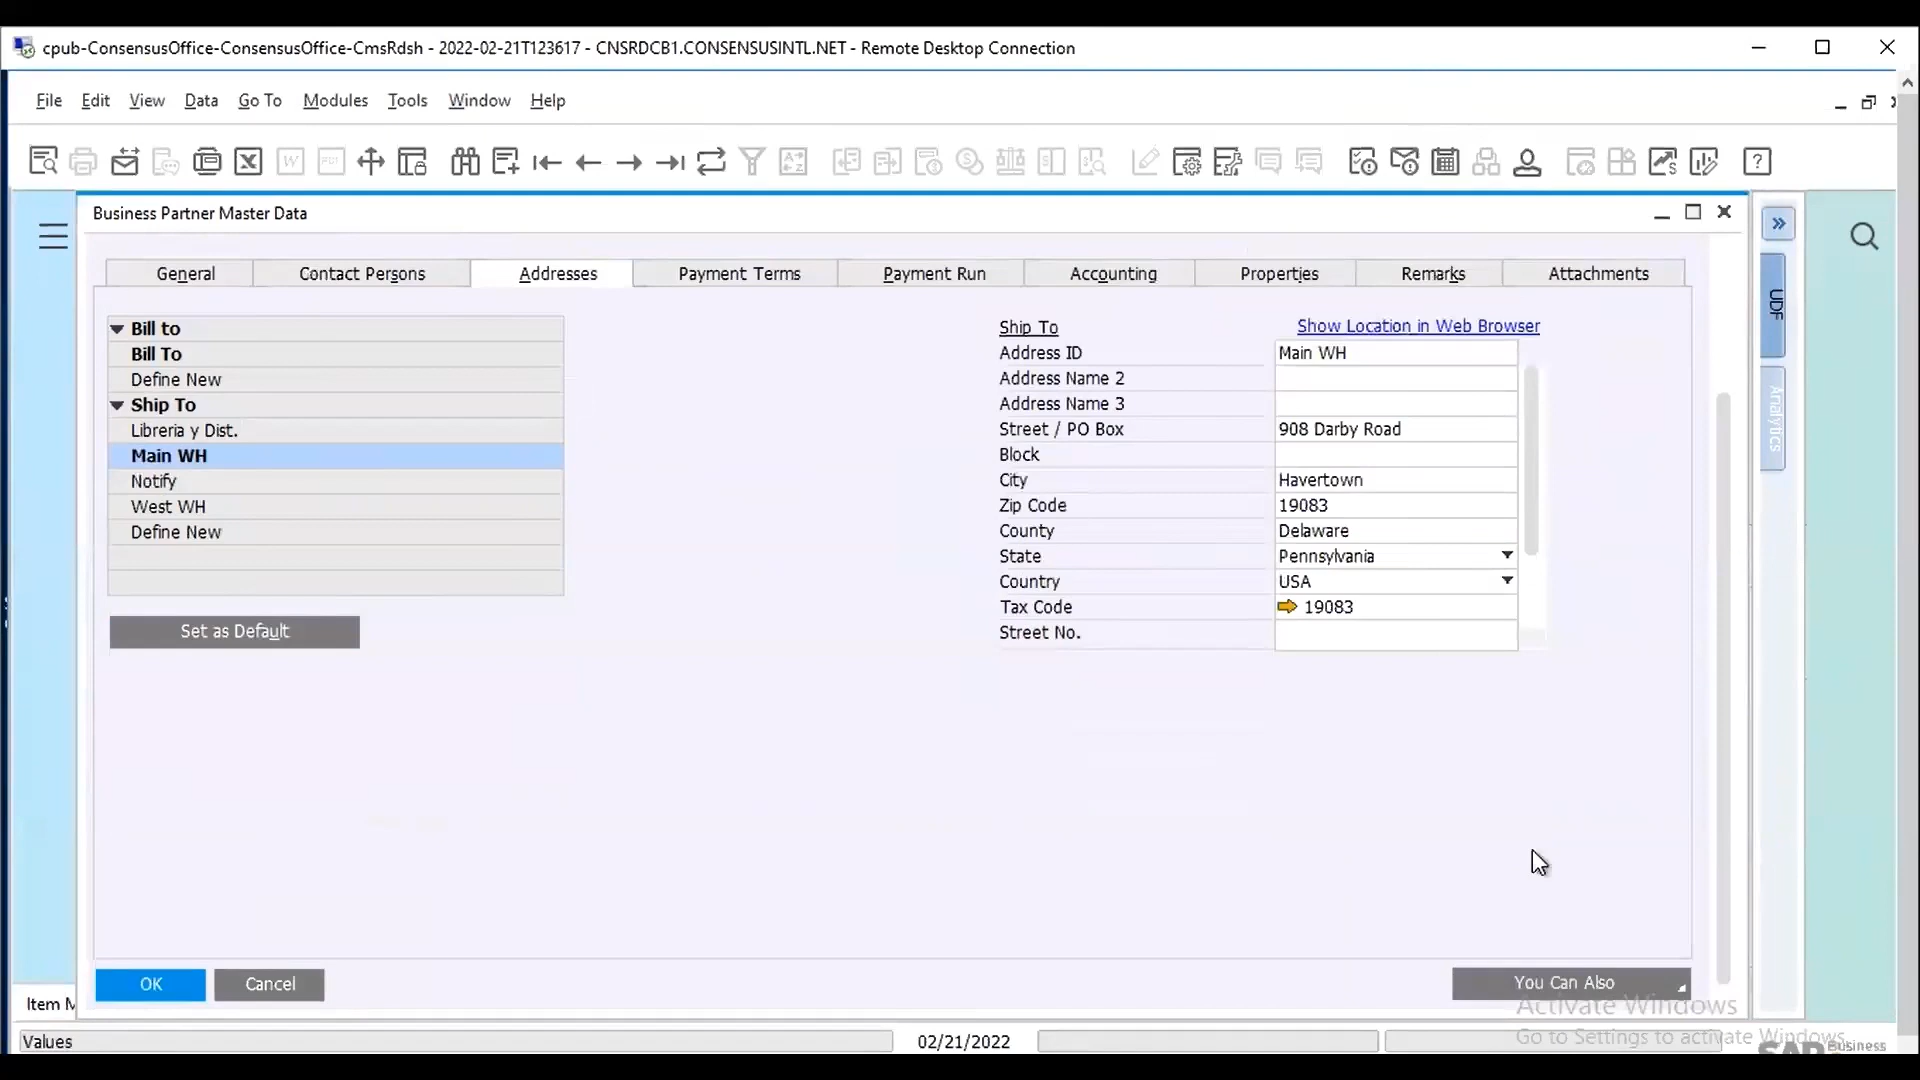 cpub-ConsensusOffice-ConsensusOffice-CmsRdsh - 2022-02-21T123617 - CNSRDCB1.CONSENSUSINTL.NET - Remote Desktop Connection
File Edit View Data Go To Modules Tools Window Help
Business Partner Master Data
General Contact Persons Addresses Payment Terms Payment Run Accounting Properties Remarks Attachments
UDF
Analytics
Bill to
Bill To
Define New
Ship To
Libreria y Dist.
Main WH
Notify
West WH
Define New
Set as Default
Ship To Show Location in Web Browser
Address ID Main WH
Address Name 2
Address Name 3
Street / PO Box 908 Darby Road
Block
City Havertown
Zip Code 19083
County Delaware
State Pennsylvania
Country USA
Tax Code 19083
Street No.
OK Cancel You Can Also
Item M
Activate Windows
Go to Settings to activate Windows.
Values 02/21/2022
SAP Business